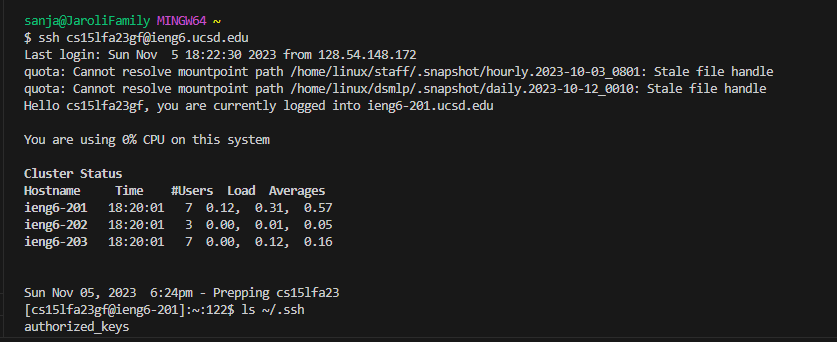 sanja@JaroliFamily MINGW64 ~
$ ssh cs15lfa23gf@ieng6.ucsd.edu
Last login: Sun Nov  5 18:22:30 2023 from 128.54.148.172
quota: Cannot resolve mountpoint path /home/linux/staff/.snapshot/hourly.2023-10-03_0801: Stale file handle
quota: Cannot resolve mountpoint path /home/linux/dsmlp/.snapshot/daily.2023-10-12_0010: Stale file handle
Hello cs15lfa23gf, you are currently logged into ieng6-201.ucsd.edu

You are using 0% CPU on this system

Cluster Status
Hostname     Time    #Users  Load  Averages
ieng6-201   18:20:01   7  0.12,  0.31,  0.57
ieng6-202   18:20:01   3  0.00,  0.01,  0.05
ieng6-203   18:20:01   7  0.00,  0.12,  0.16

Sun Nov 05, 2023  6:24pm - Prepping cs15lfa23
[cs15lfa23gf@ieng6-201]:~:122$ ls ~/.ssh
authorized_keys